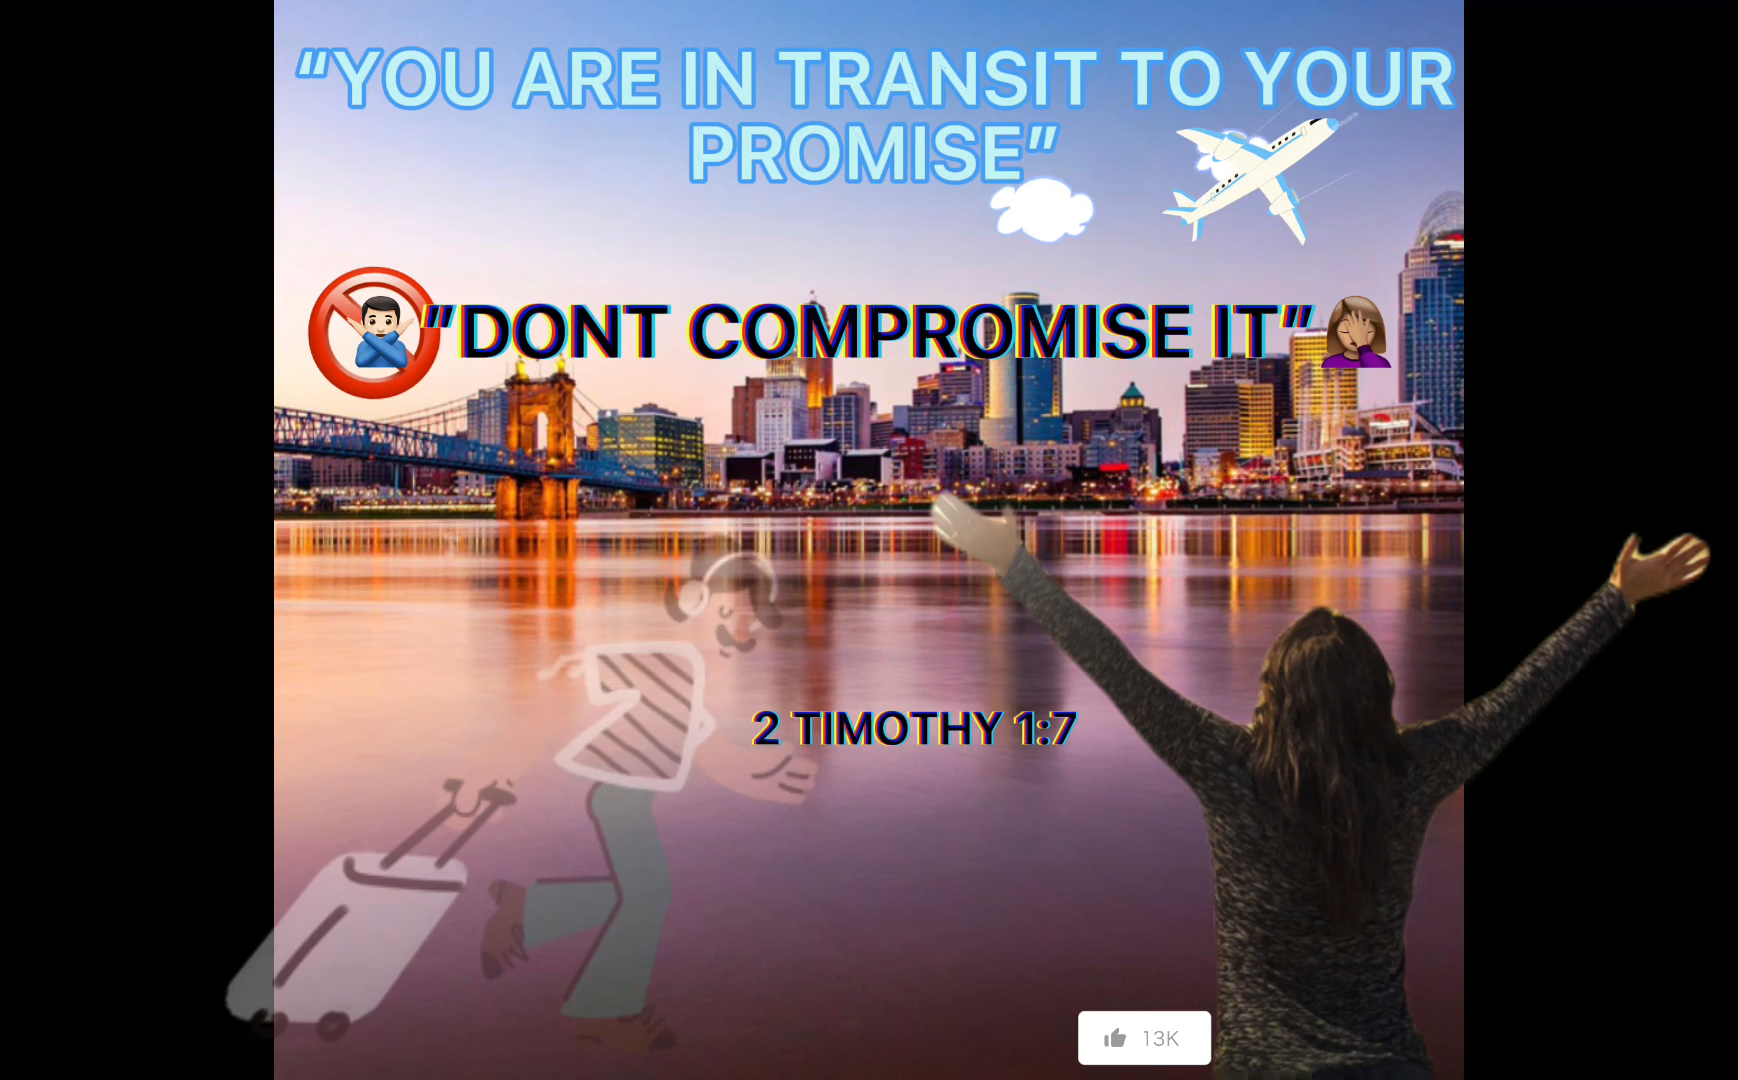 "YOU ARE IN TRANSIT TO YOUR
PROMISE"
"DONT COMPROMISE IT"
2 TIMOTHY 1:7
13K